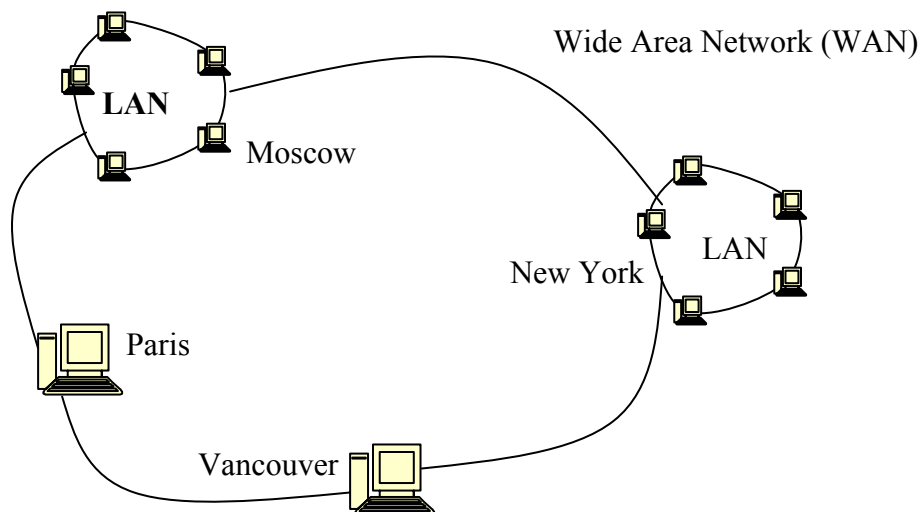 Wide Area Network (WAN)
LAN
Moscow
LAN
New York
Paris
Vancouver